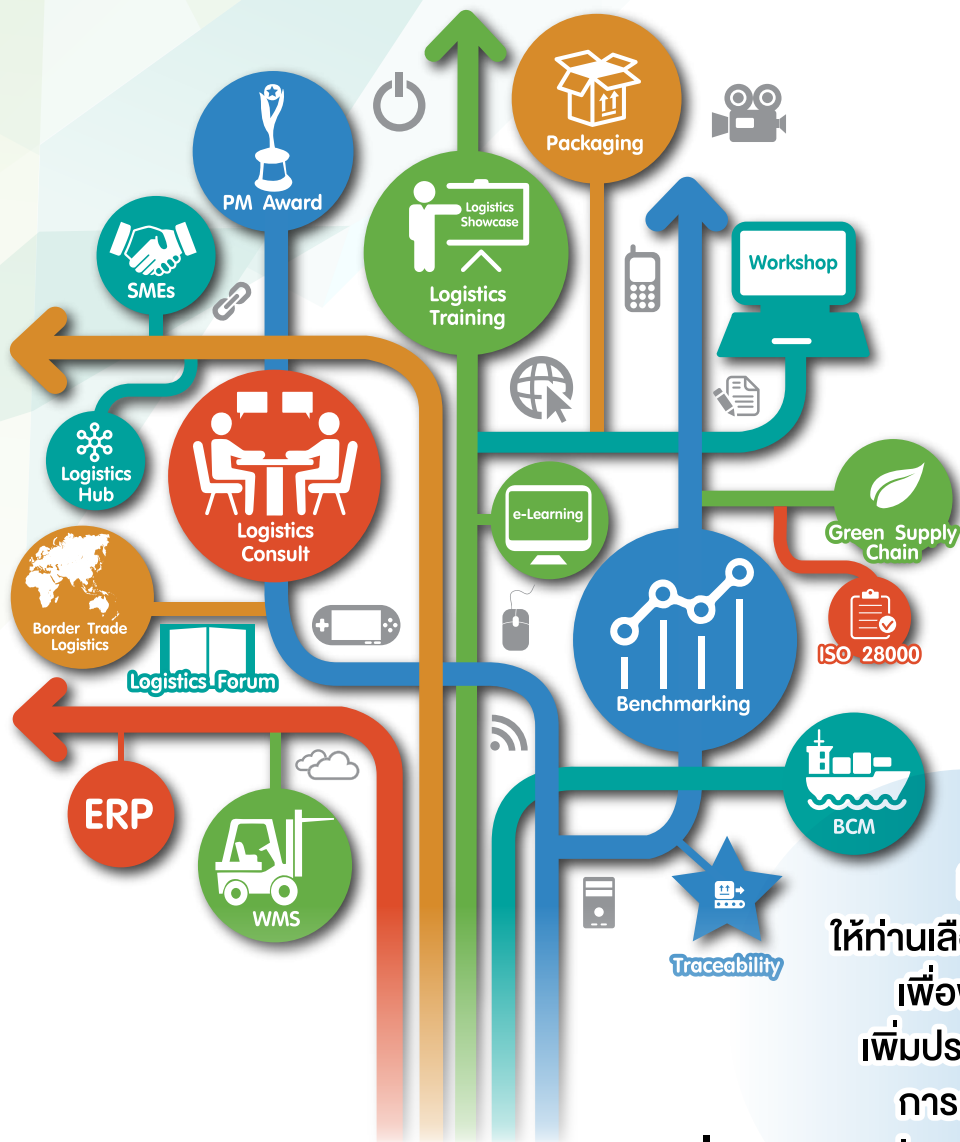 Packaging
PM Award
Logistics
Showcase
Logistics
Training
Workshop
SMEs
Logistics
Hub
Logistics
Consult
e-Learning
Green Supply
Chain
Border Trade
Logistics
Logistics Forum
ISO 28000
Benchmarking
ERP
WMS
BCM
Traceability
ให้ท่านเลือ
เพื่อ
เพิ่มประ
การ